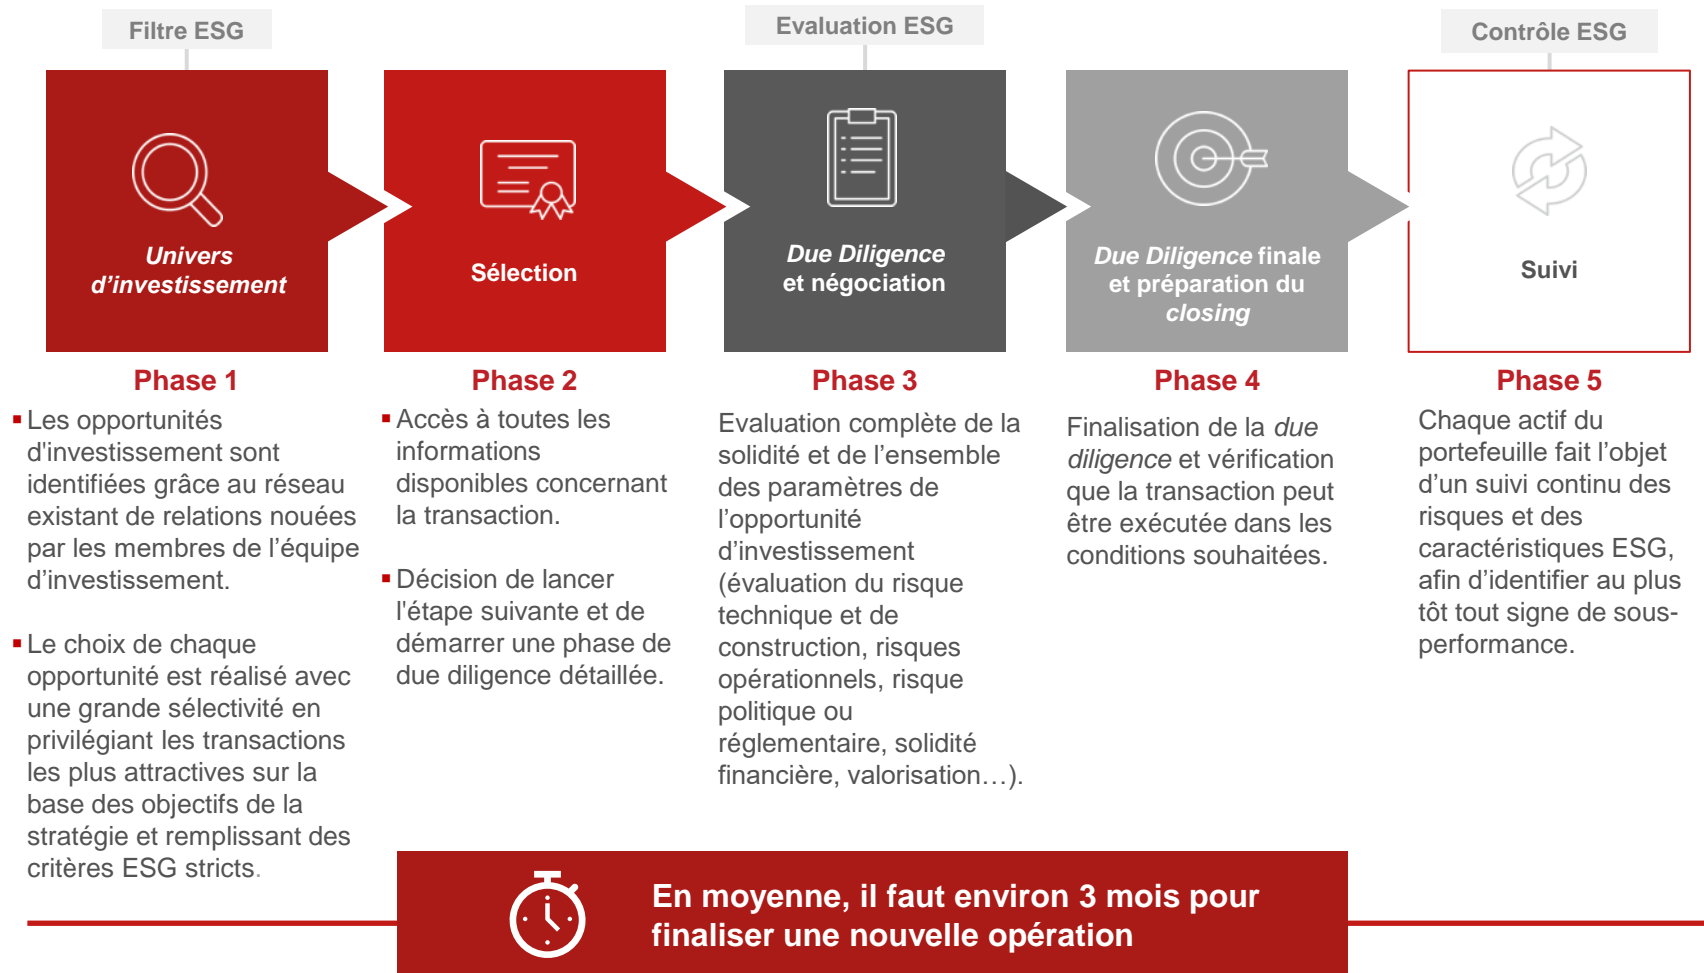 Filtre ESG
Evaluation ESG
Contrôle ESG
Univers
d’investissement
Sélection
Due Diligence
et négociation
Due Diligence finale
et préparation du
closing
Suivi
Phase 1
▪Les opportunités
d'investissement sont
identifiées grâce au réseau
existant de relations nouées
par les membres de l’équipe
d’investissement.
▪Le choix de chaque
opportunité est réalisé avec
une grande sélectivité en
privilégiant les transactions
les plus attractives sur la
base des objectifs de la
stratégie et remplissant des
critères ESG stricts.
Phase 2
▪Accès à toutes les
informations
disponibles concernant
la transaction.
▪Décision de lancer
l'étape suivante et de
démarrer une phase de
due diligence détaillée.
Phase 3
Evaluation complète de la
solidité et de l’ensemble
des paramètres de
l’opportunité
d’investissement
(évaluation du risque
technique et de
construction, risques
opérationnels, risque
politique ou
réglementaire, solidité
financière, valorisation…).
Phase 4
Finalisation de la due
diligence et vérification
que la transaction peut
être exécutée dans les
conditions souhaitées.
Phase 5
Chaque actif du
portefeuille fait l’objet
d’un suivi continu des
risques et des
caractéristiques ESG,
afin d’identifier au plus
tôt tout signe de sous-
performance.
En moyenne, il faut environ 3 mois pour
finaliser une nouvelle opération